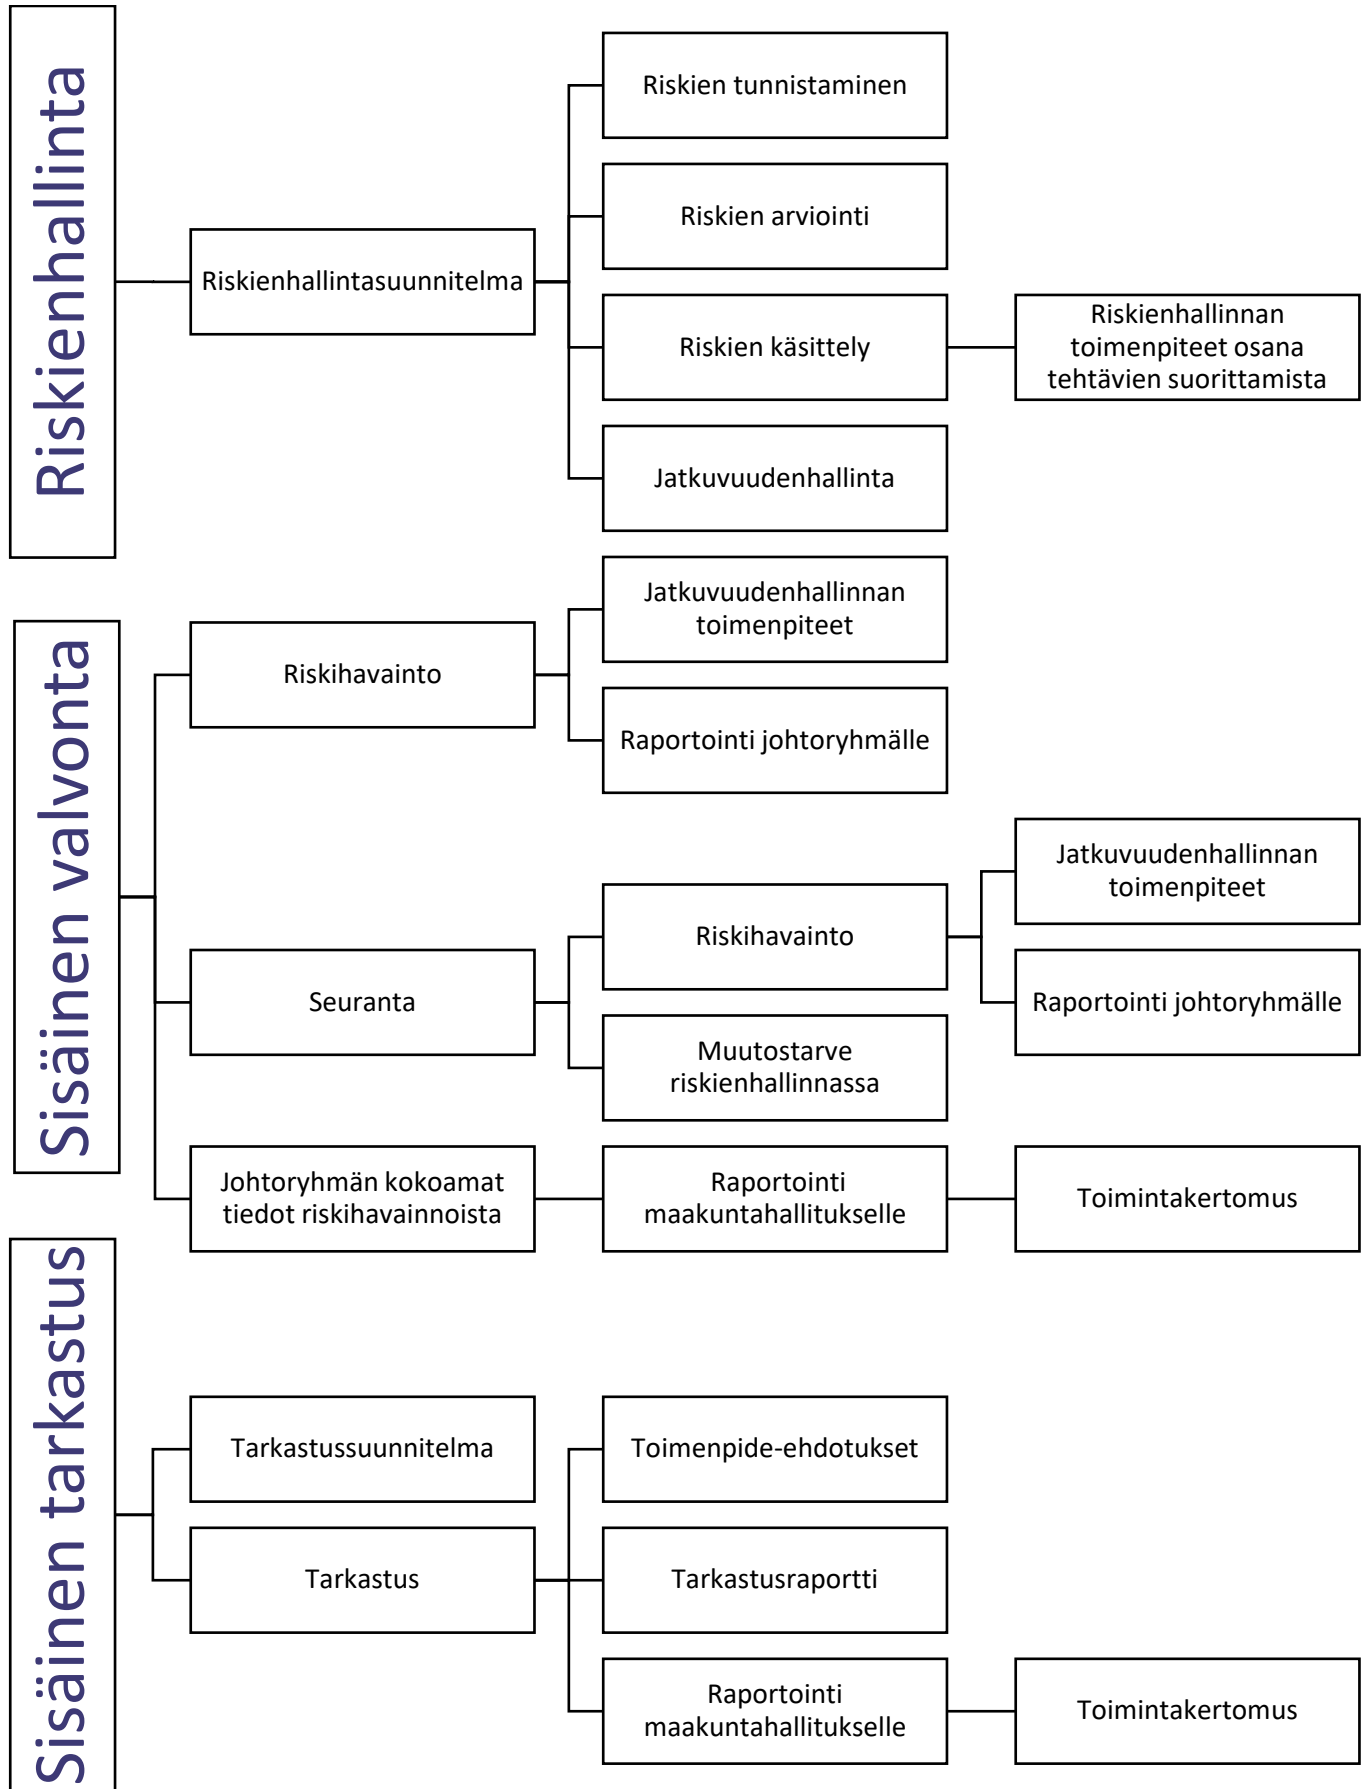 Riskienhallinta
Riskienhallintasuunnitelma
Riskien tunnistaminen
Riskien arviointi
Riskien käsittely
Riskienhallinnan
toimenpiteet osana
tehtävien suorittamista
Jatkuvuudenhallinta
Sisäinen valvonta
Riskihavainto
Jatkuvuudenhallinnan
toimenpiteet
Raportointi johtoryhmälle
Seuranta
Riskihavainto
Jatkuvuudenhallinnan
toimenpiteet
Raportointi johtoryhmälle
Muutostarve
riskienhallinnassa
Johtoryhmän kokoamat
tiedot riskihavainnoista
Raportointi
maakuntahallitukselle
Toimintakertomus
Sisäinen tarkastus
Tarkastussuunnitelma
Tarkastus
Toimenpide-ehdotukset
Tarkastusraportti
Raportointi
maakuntahallitukselle
Toimintakertomus